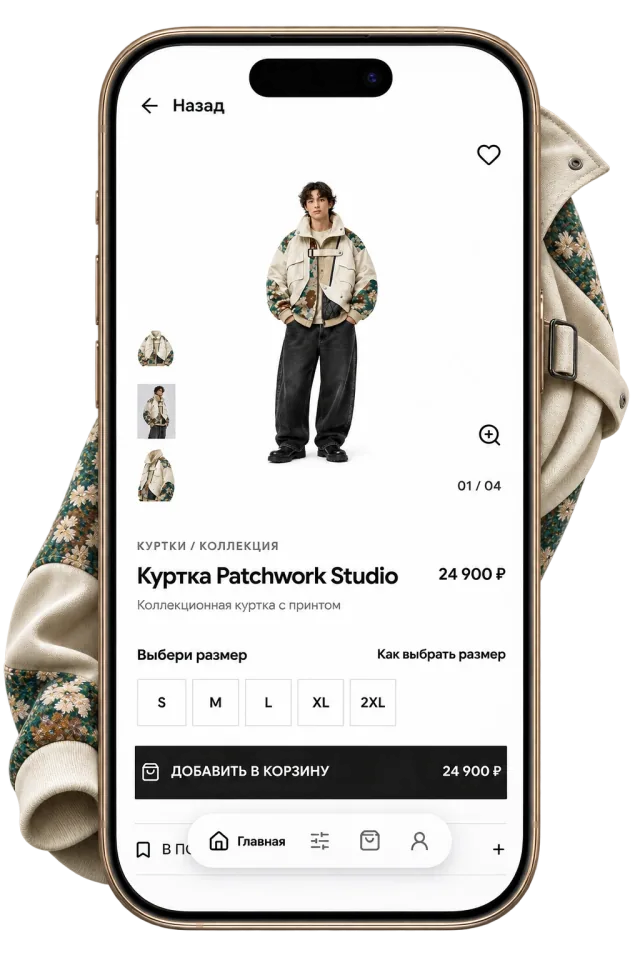 Назад
01 / 04
КУРТКИ / КОЛЛЕКЦИЯ
Куртка Patchwork Studio 24 900 ₽
Коллекционная куртка с принтом
Выбери размер Как выбрать размер
S M L XL 2XL
ДОБАВИТЬ В КОРЗИНУ 24 900 ₽
В
Главная